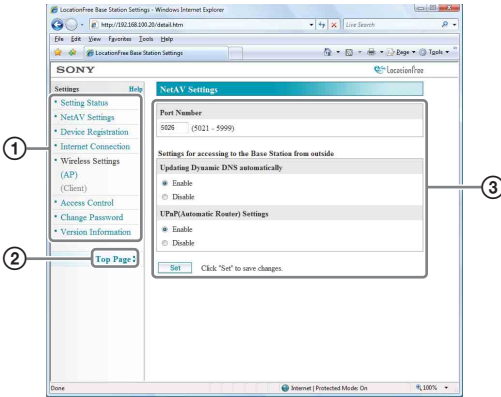 LocationFree Base Station Settings - Windows Internet Explorer
http://192.168.100.20/detail.htm
Live Search
File Edit View Favorites Tools Help
LocationFree Base Station Settings
Page Tools
SONY
LocationFree
Settings Help
NetAV Settings
• Setting Status
• NetAV Settings
• Device Registration
• Internet Connection
• Wireless Settings
(AP)
(Client)
• Access Control
• Change Password
• Version Information
Top Page
Port Number
5026 (5021 - 5999)
Settings for accessing to the Base Station from outside
Updating Dynamic DNS automatically
Enable
Disable
UPnP(Automatic Router) Settings
Enable
Disable
Set Click "Set" to save changes.
Done
Internet | Protected Mode: On
100%
1
2
3